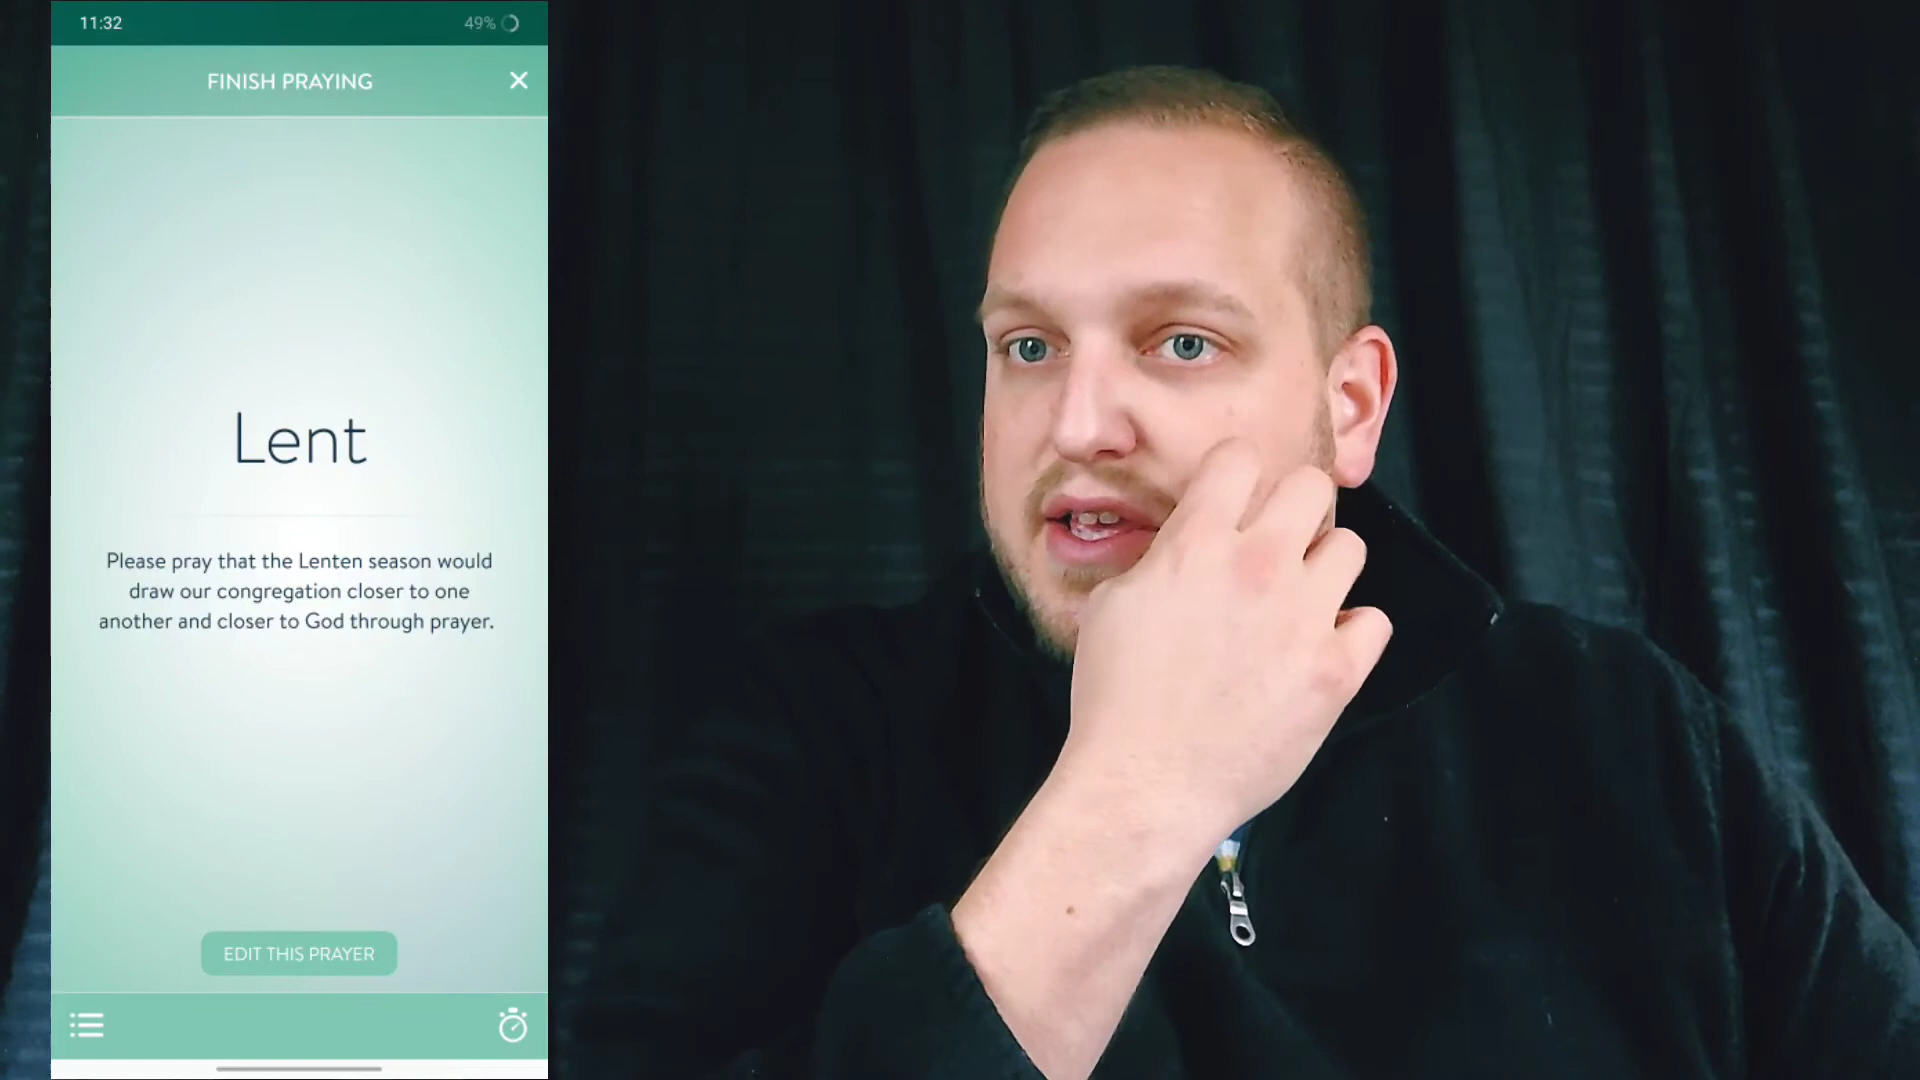 11:32
49%
FINISH PRAYING
Lent
Please pray that the Lenten season would
draw our congregation closer to one
another and closer to God through prayer.
EDIT THIS PRAYER